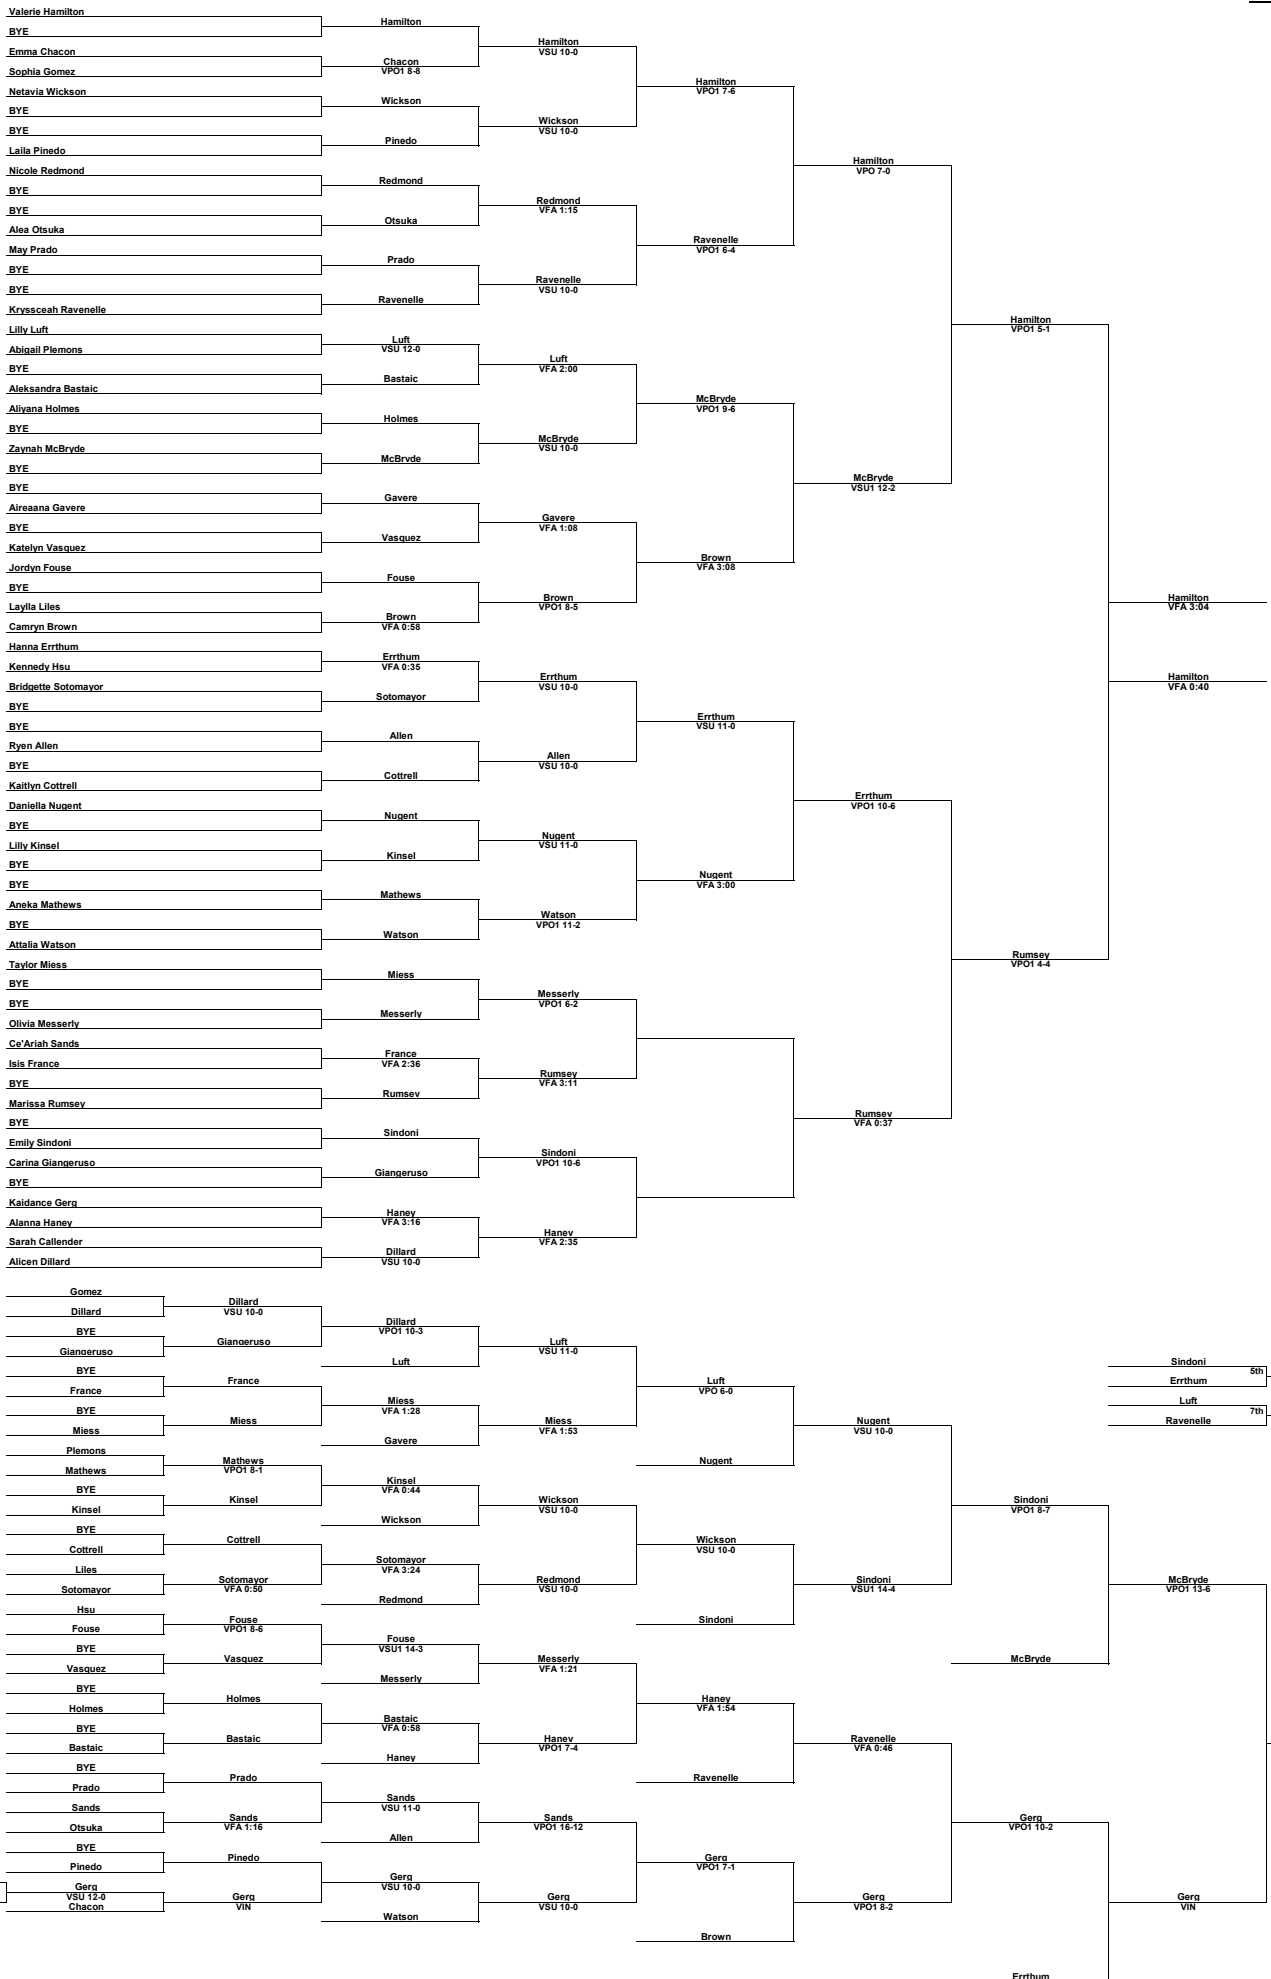 Valerie Hamilton
BYE
Emma Chacon
Sophia Gomez
Netavia Wickson
BYE
BYE
Laila Pinedo
Nicole Redmond
BYE
BYE
Alea Otsuka
May Prado
BYE
BYE
Kryssceah Ravenelle
Lilly Luft
Abigail Plemons
BYE
Aleksandra Bastaic
Aliyana Holmes
BYE
Zaynah McBryde
BYE
BYE
Aireaana Gavere
BYE
Katelyn Vasquez
Jordyn Fouse
BYE
Laylla Liles
Camryn Brown
Hanna Errthum
Kennedy Hsu
Bridgette Sotomayor
BYE
BYE
Ryen Allen
BYE
Kaitlyn Cottrell
Daniella Nugent
BYE
Lilly Kinsel
BYE
BYE
Aneka Mathews
BYE
Attalia Watson
Taylor Miess
BYE
BYE
Olivia Messerly
Ce'Ariah Sands
Isis France
BYE
Marissa Rumsey
BYE
Emily Sindoni
Carina Giangeruso
BYE
Kaidance Gerg
Alanna Haney
Sarah Callender
Alicen Dillard
Hamilton
Chacon
VPO1 8-8
Wickson
Pinedo
Redmond
Otsuka
Prado
Ravenelle
Luft
VSU 12-0
Bastaic
Holmes
McBryde
Gavere
Vasquez
Fouse
Brown
VFA 0:58
Errthum
VFA 0:35
Sotomayor
Allen
Cottrell
Nugent
Kinsel
Mathews
Watson
Miess
Messerly
France
VFA 2:36
Rumsey
Sindoni
Giangeruso
Haney
VFA 3:16
Dillard
VSU 10-0
Hamilton
VSU 10-0
Wickson
VSU 10-0
Redmond
VFA 1:15
Ravenelle
VSU 10-0
Luft
VFA 2:00
McBryde
VSU 10-0
Gavere
VFA 1:08
Brown
VPO1 8-5
Errthum
VSU 10-0
Allen
VSU 10-0
Nugent
VSU 11-0
Watson
VPO1 11-2
Messerly
VPO1 6-2
Rumsey
VFA 3:11
Sindoni
VPO1 10-6
Haney
VFA 2:35
Hamilton
VPO1 7-6
Ravenelle
VPO1 6-4
McBryde
VPO1 9-6
Brown
VFA 3:08
Errthum
VSU 11-0
Nugent
VFA 3:00
Hamilton
VPO 7-0
McBryde
VSU1 12-2
Errthum
VPO1 10-6
Rumsey
VFA 0:37
Hamilton
VPO1 5-1
Rumsey
VPO1 4-4
Hamilton
VFA 3:04
Hamilton
VFA 0:40
Gomez
Dillard
BYE
Giangeruso
BYE
France
BYE
Miess
Plemons
Mathews
BYE
Kinsel
BYE
Cottrell
Liles
Sotomayor
Hsu
Fouse
BYE
Vasquez
BYE
Holmes
BYE
Bastaic
BYE
Prado
Sands
Otsuka
BYE
Pinedo
Gerg
VSU 12-0
Chacon
Dillard
VSU 10-0
Giangeruso
France
Miess
Mathews
VPO1 8-1
Kinsel
Cottrell
Sotomayor
VFA 0:50
Fouse
VPO1 8-6
Vasquez
Holmes
Bastaic
Prado
Sands
VFA 1:16
Pinedo
Gerg
VIN
Dillard
VPO1 10-3
Luft
Miess
VFA 1:28
Gavere
Kinsel
VFA 0:44
Wickson
Sotomayor
VFA 3:24
Redmond
Fouse
VSU1 14-3
Messerly
Bastaic
VFA 0:58
Haney
Sands
VSU 11-0
Allen
Gerg
VSU 10-0
Watson
Luft
VSU 11-0
Miess
VFA 1:53
Wickson
VSU 10-0
Redmond
VSU 10-0
Messerly
VFA 1:21
Haney
VPO1 7-4
Sands
VPO1 16-12
Gerg
VSU 10-0
Luft
VPO 6-0
Nugent
Wickson
VSU 10-0
Sindoni
Haney
VFA 1:54
Ravenelle
Gerg
VPO1 7-1
Brown
Nugent
VSU 10-0
Sindoni
VSU1 14-4
Ravenelle
VFA 0:46
Gerg
VPO1 8-2
Sindoni
VPO1 8-7
McBryde
Gerg
VPO1 10-2
Errthum
Sindoni
5th
Errthum
Luft
7th
Ravenelle
McBryde
VPO1 13-6
Gerg
VIN